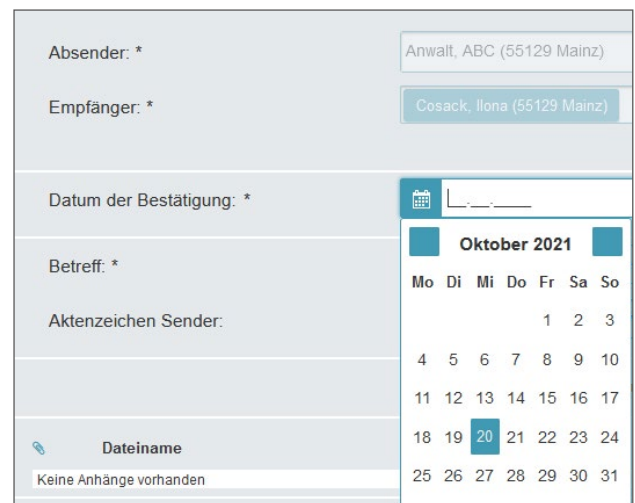 Absender: * Anwalt, ABC (55129 Mainz)
Empfänger: * Cosack, Ilona (55129 Mainz)
Datum der Bestätigung: * __.__.____
Oktober 2021
Mo Di Mi Do Fr Sa So
1 2 3
4 5 6 7 8 9 10
11 12 13 14 15 16 17
18 19 20 21 22 23 24
25 26 27 28 29 30 31
Betreff: *
Aktenzeichen Sender:
Dateiname
Keine Anhänge vorhanden